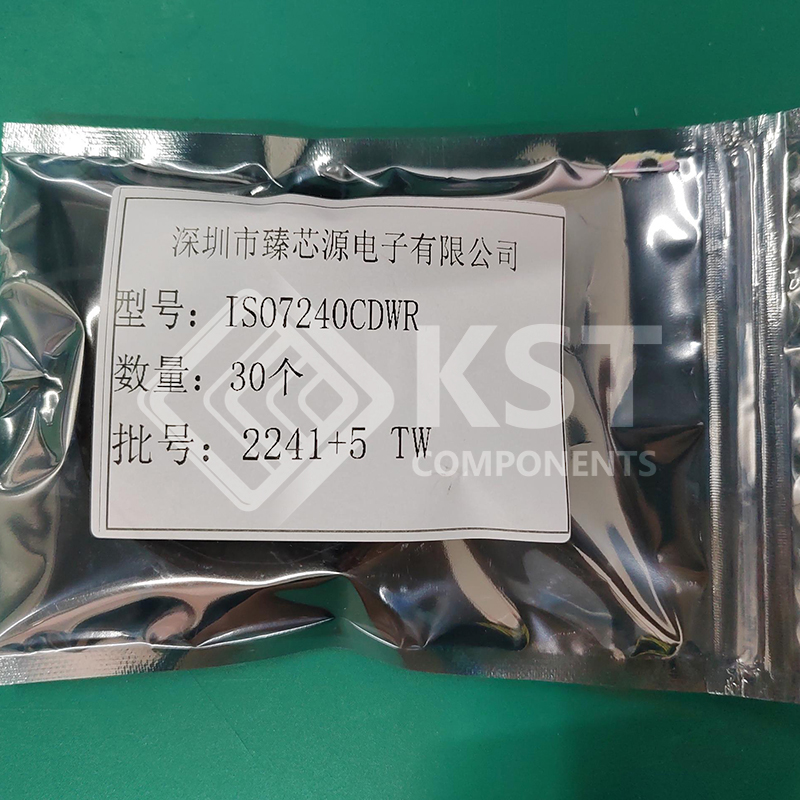 深圳市臻芯源电子有限公司
型号：ISO7240CDWR
数量：30个
批号：2241+5 TW
KST
COMPONENTS